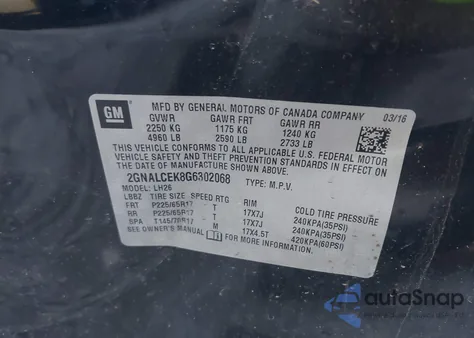 GM
MFD BY GENERAL MOTORS OF CANADA COMPANY 03/16
GVWR GAWR FRT GAWR RR
2250 KG 1175 KG 1240 KG
4960 LB 2590 LB 2733 LB
THIS VEHICLE CONFORMS TO ALL APPLICABLE U.S. FEDERAL MOTOR
VEHICLE SAFETY AND THEFT PREVENTION STANDARDS IN EFFECT ON
THE DATE OF MANUFACTURE SHOWN ABOVE.
2GNALCEK8G6302068 TYPE: M.P.V.
MODEL: LH26
LBBZ TIRE SIZE SPEED RTG RIM COLD TIRE PRESSURE
FRT P225/65R17 T 17X7J 240KPA(35PSI)
RR P225/65R17 T 17X7J 240KPA(35PSI)
SPA T145/70R17 17X4.5T 420KPA(60PSI)
SEE OWNER'S MANUAL FOR MORE INFORMATION.
autaSnap